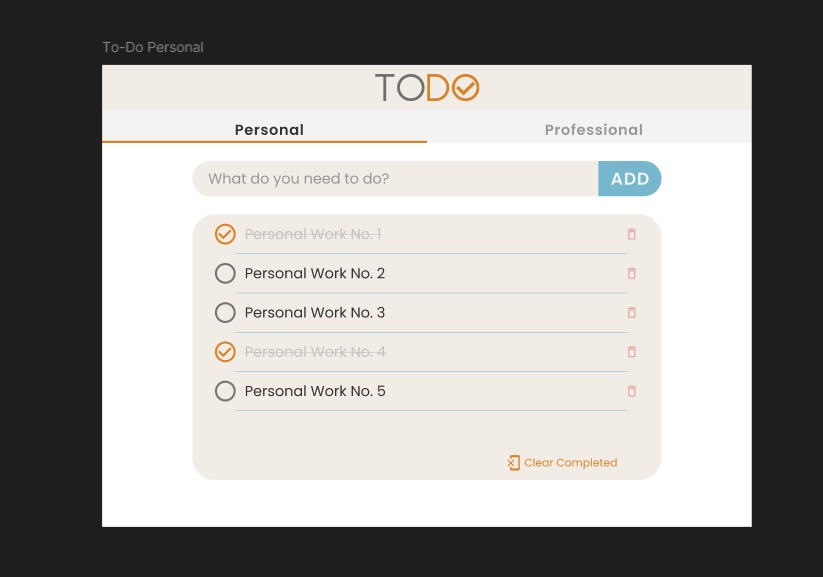 To-Do Personal
TODO
Personal Professional
What do you need to do? ADD
Personal Work No. 1
Personal Work No. 2
Personal Work No. 3
Personal Work No. 4
Personal Work No. 5
Clear Completed